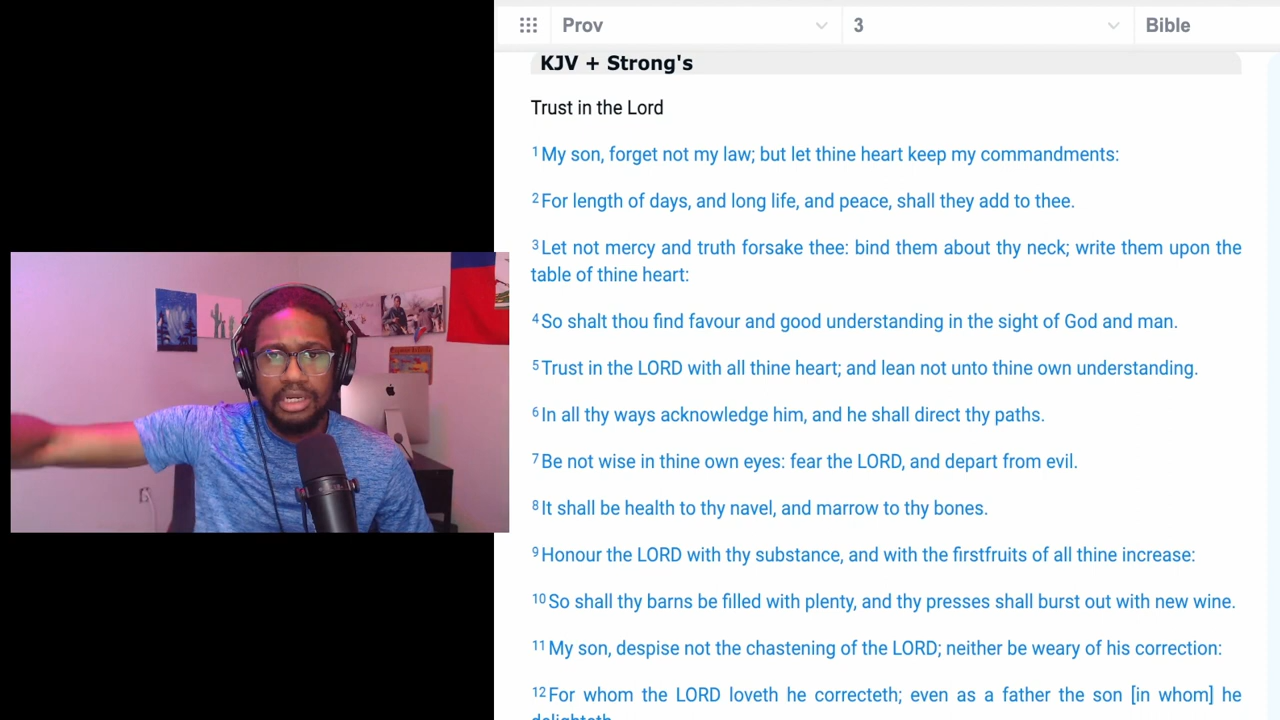 Prov 3 Bible
KJV + Strong's
Trust in the Lord
1 My son, forget not my law; but let thine heart keep my commandments:
2 For length of days, and long life, and peace, shall they add to thee.
3 Let not mercy and truth forsake thee: bind them about thy neck; write them upon the
table of thine heart:
4 So shalt thou find favour and good understanding in the sight of God and man.
5 Trust in the LORD with all thine heart; and lean not unto thine own understanding.
6 In all thy ways acknowledge him, and he shall direct thy paths.
7 Be not wise in thine own eyes: fear the LORD, and depart from evil.
8 It shall be health to thy navel, and marrow to thy bones.
9 Honour the LORD with thy substance, and with the firstfruits of all thine increase:
10 So shall thy barns be filled with plenty, and thy presses shall burst out with new wine.
11 My son, despise not the chastening of the LORD; neither be weary of his correction:
12 For whom the LORD loveth he correcteth; even as a father the son [in whom] he